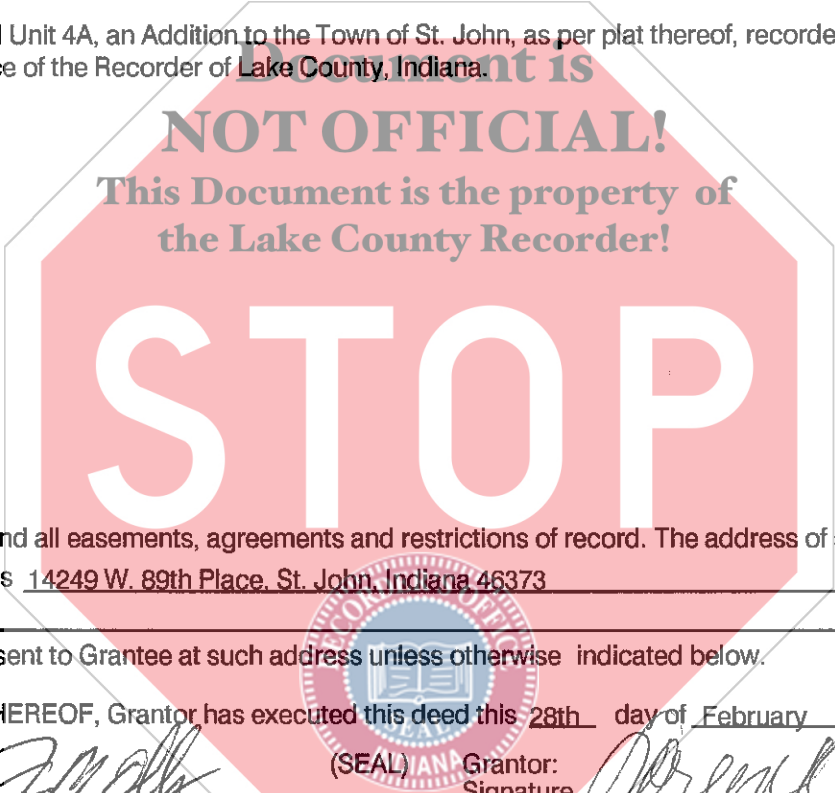 Unit 4A, an Addition to the Town of St. John, as per plat thereof, recorde
e of the Recorder of Lake County, Indiana.
Document is
NOT OFFICIAL!
This Document is the property of
the Lake County Recorder!
STOP
nd all easements, agreements and restrictions of record. The address of
s 14249 W. 89th Place, St. John, Indiana 46373
sent to Grantee at such address unless otherwise indicated below.
HEREOF, Grantor has executed this deed this 28th day of February
(SEAL) Grantor:
Signature
RECORDING OFFICE
SEAL
INDIANA